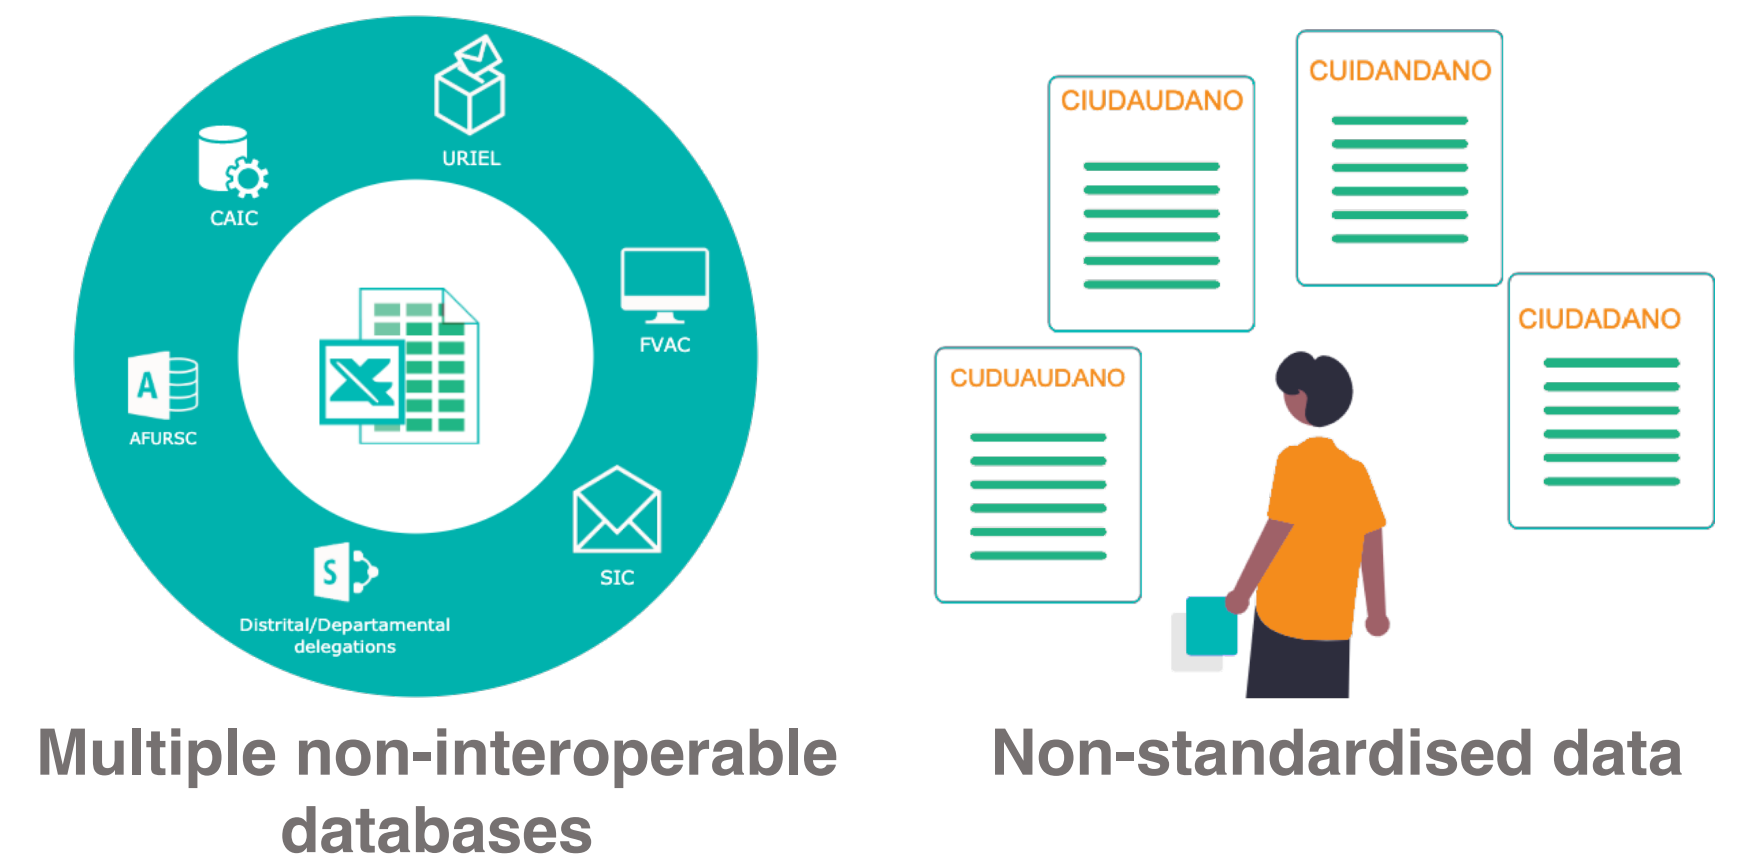 URIEL
CAIC
FVAC
AFURSC
SIC
Distrital/Departamental
delegations
Multiple non-interoperable
databases
CUIDANDANO
CIUDAUDANO
CIUDADANO
CUDUAUDANO
Non-standardised data